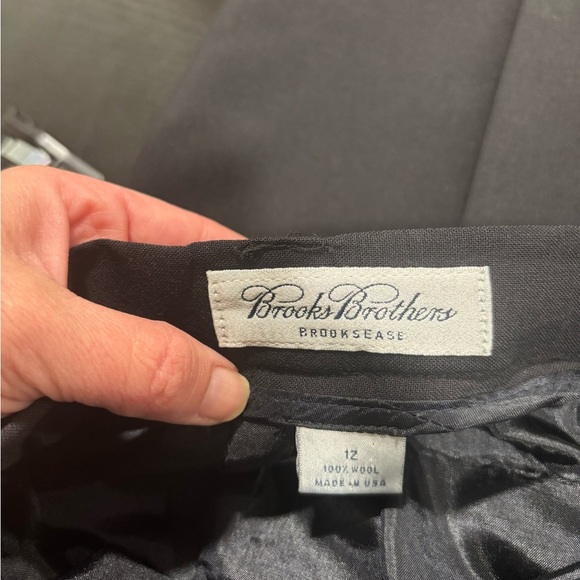 Brooks Brothers
BROOKSEASE
12
100% WOOL
MADE IN USA